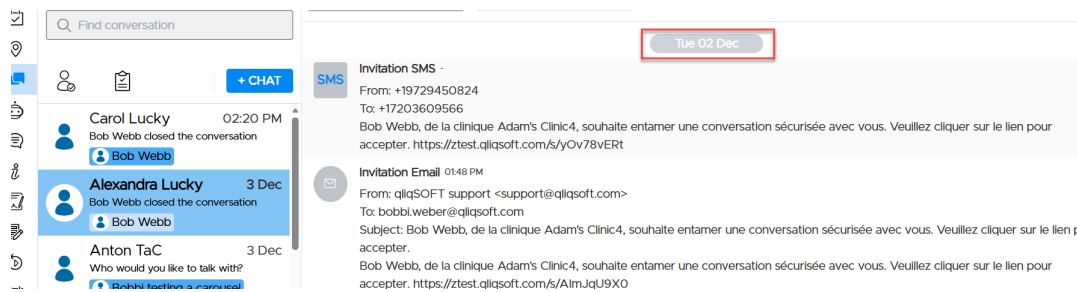 Find conversation
+ CHAT
Carol Lucky 02:20 PM
Bob Webb closed the conversation
Bob Webb
Alexandra Lucky 3 Dec
Bob Webb closed the conversation
Bob Webb
Anton TaC 3 Dec
Who would you like to talk with?
Bobbi testing a carousel
Tue 02 Dec
SMS
Invitation SMS -
From: +19729450824
To: +17203609566
Bob Webb, de la clinique Adam's Clinic4, souhaite entamer une conversation sécurisée avec vous. Veuillez cliquer sur le lien pour
accepter. https://ztest.qliqsoft.com/s/yOv78vERt
Invitation Email 01:48 PM
From: qliqSOFT support <support@qliqsoft.com>
To: bobbi.weber@qliqsoft.com
Subject: Bob Webb, de la clinique Adam's Clinic4, souhaite entamer une conversation sécurisée avec vous. Veuillez cliquer sur le lien
accepter.
Bob Webb, de la clinique Adam's Clinic4, souhaite entamer une conversation sécurisée avec vous. Veuillez cliquer sur le lien pour
accepter. https://ztest.qliqsoft.com/s/AlmJqU9X0